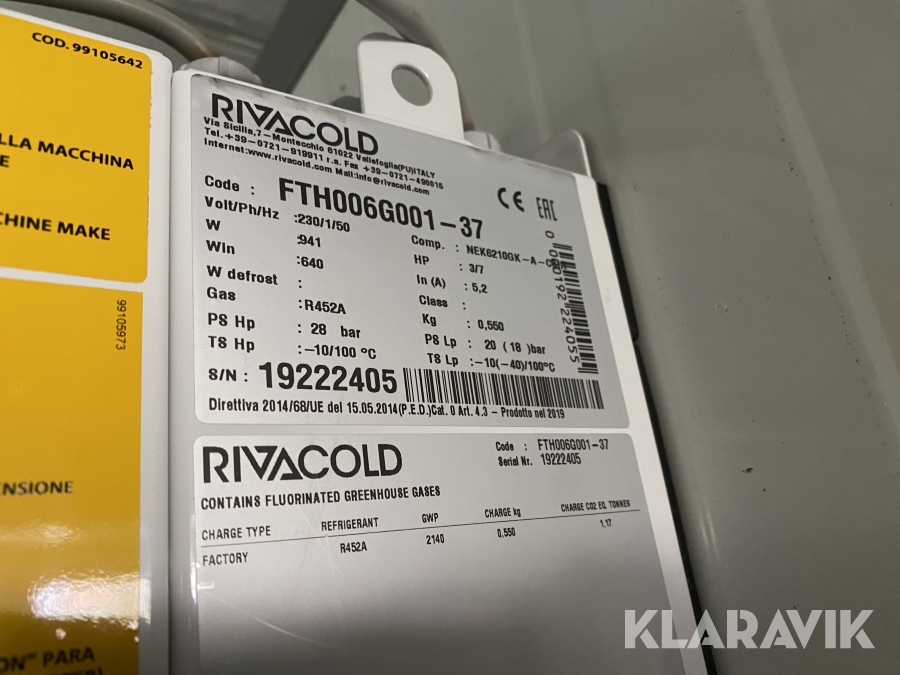 COD. 99105642
LLA MACCHINA
E
CHINE MAKE
99105973
ENSIONE
ON" PARA
RIVACOLD
Via Sicilia,7-Montecchio 61022 Vallefoglia(PU)ITALY
Tel.+39-0721-919911 r.a. Fax +39-0721-490015
Internet:www.rivacold.com Mail:info@rivacold.com
CE EAC
Code : FTH006G001-37
Volt/Ph/Hz :230/1/50
Comp. : NEK6210GK-A-
W :941
HP : 3/7
Win :640
In (A) : 5,2
W defrost :
Class :
Gas :R452A
Kg : 0,550
PS Hp : 28 bar
PS Lp : 20 (18 )bar
TS Hp :-10/100 °C
TS Lp :-10(-40)/100°C
S/N : 19222405
Direttiva 2014/68/UE del 15.05.2014(P.E.D.)Cat. 0 Art. 4.3 - Prodotto nel 2019
RIVACOLD
Code : FTH006G001-37
Serial Nr. 19222405
CONTAINS FLUORINATED GREENHOUSE GASES
CHARGE TYPE REFRIGERANT GWP CHARGE kg CHARGE CO2 EQ. TONNES
FACTORY R452A 2140 0,550 1,17
KLARAVIK